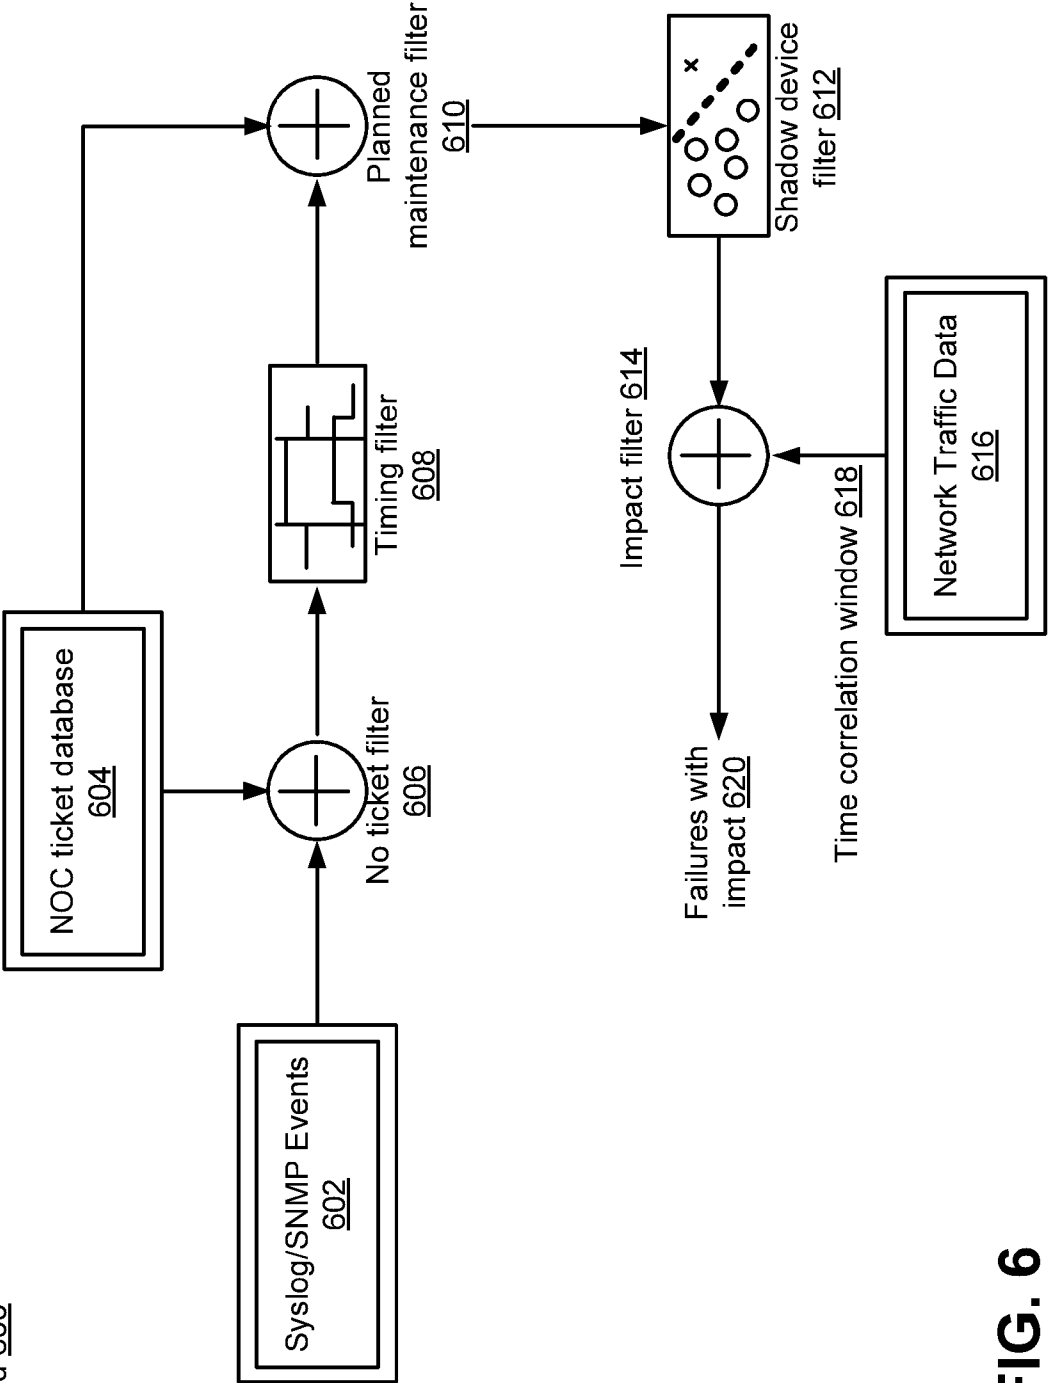 NOC ticket database
604
Syslog/SNMP Events
602
No ticket filter
606
Timing filter
608
Planned
maintenance filter
610
Shadow device
filter 612
Impact filter 614
Failures with
impact 620
Time correlation window 618
Network Traffic Data
616
FIG. 6